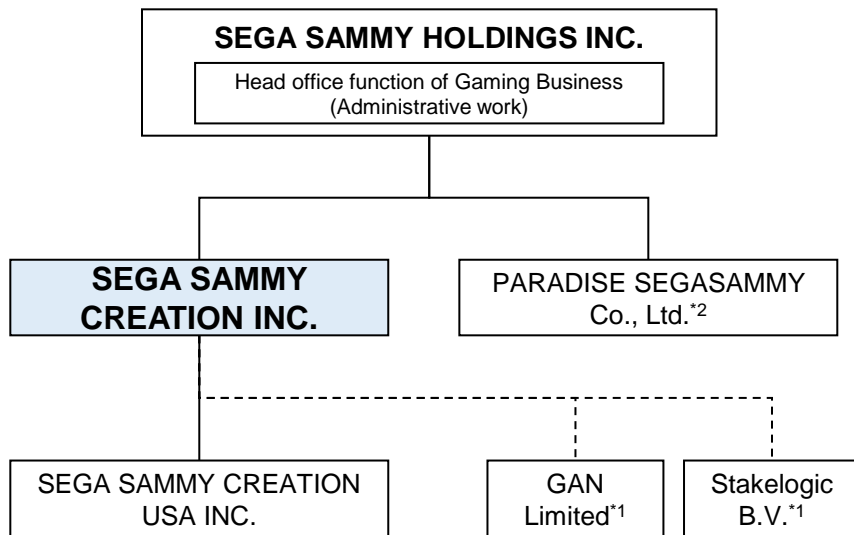 SEGA SAMMY HOLDINGS INC.
Head office function of Gaming Business
(Administrative work)
SEGA SAMMY
CREATION INC.
PARADISE SEGASAMMY
Co., Ltd.*2
SEGA SAMMY CREATION
USA INC.
GAN
Limited*1
Stakelogic
B.V.*1